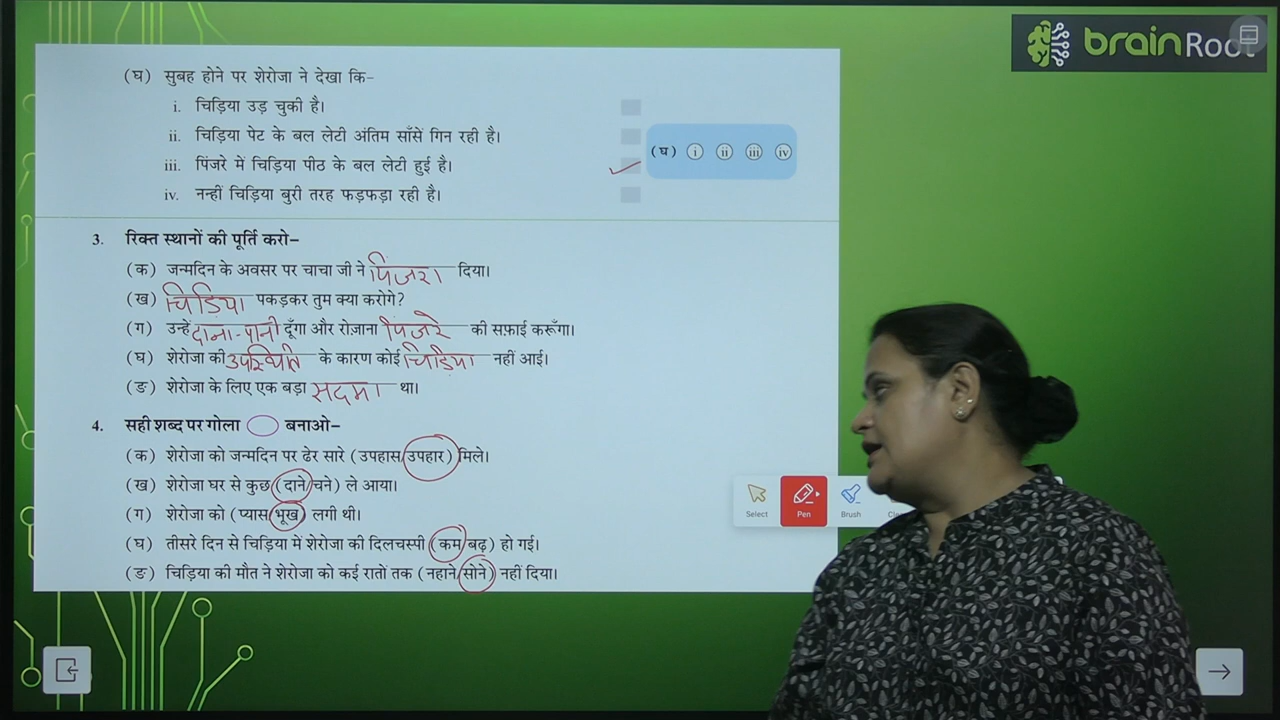 brainRoot
(घ) सुबह होने पर शेरोजा ने देखा कि–
i. चिड़िया उड़ चुकी है।
ii. चिड़िया पेट के बल लेटी अंतिम साँसे गिन रही है।
iii. पिंजरे में चिड़िया पीठ के बल लेटी हुई है।
iv. नन्हीं चिड़िया बुरी तरह फड़फड़ा रही है।
(घ) i ii iii iv
3. रिक्त स्थानों की पूर्ति करो–
(क) जन्मदिन के अवसर पर चाचा जी ने पिंजरा दिया।
(ख) चिड़िया पकड़कर तुम क्या करोगे?
(ग) उन्हें दाना-पानी दूँगा और रोज़ाना पिंजरे की सफ़ाई करूँगा।
(घ) शेरोजा की उपस्थिति के कारण कोई चिड़िया नहीं आई।
(ङ) शेरोजा के लिए एक बड़ा सदमा था।
4. सही शब्द पर गोला बनाओ–
(क) शेरोजा को जन्मदिन पर ढेर सारे (उपहास/उपहार) मिले।
(ख) शेरोजा घर से कुछ (दाने/चने) ले आया।
(ग) शेरोजा को (प्यास/भूख) लगी थी।
(घ) तीसरे दिन से चिड़िया में शेरोजा की दिलचस्पी (कम/बढ़) हो गई।
(ङ) चिड़िया की मौत ने शेरोजा को कई रातों तक (नहाने/सोने) नहीं दिया।
Select Pen Brush